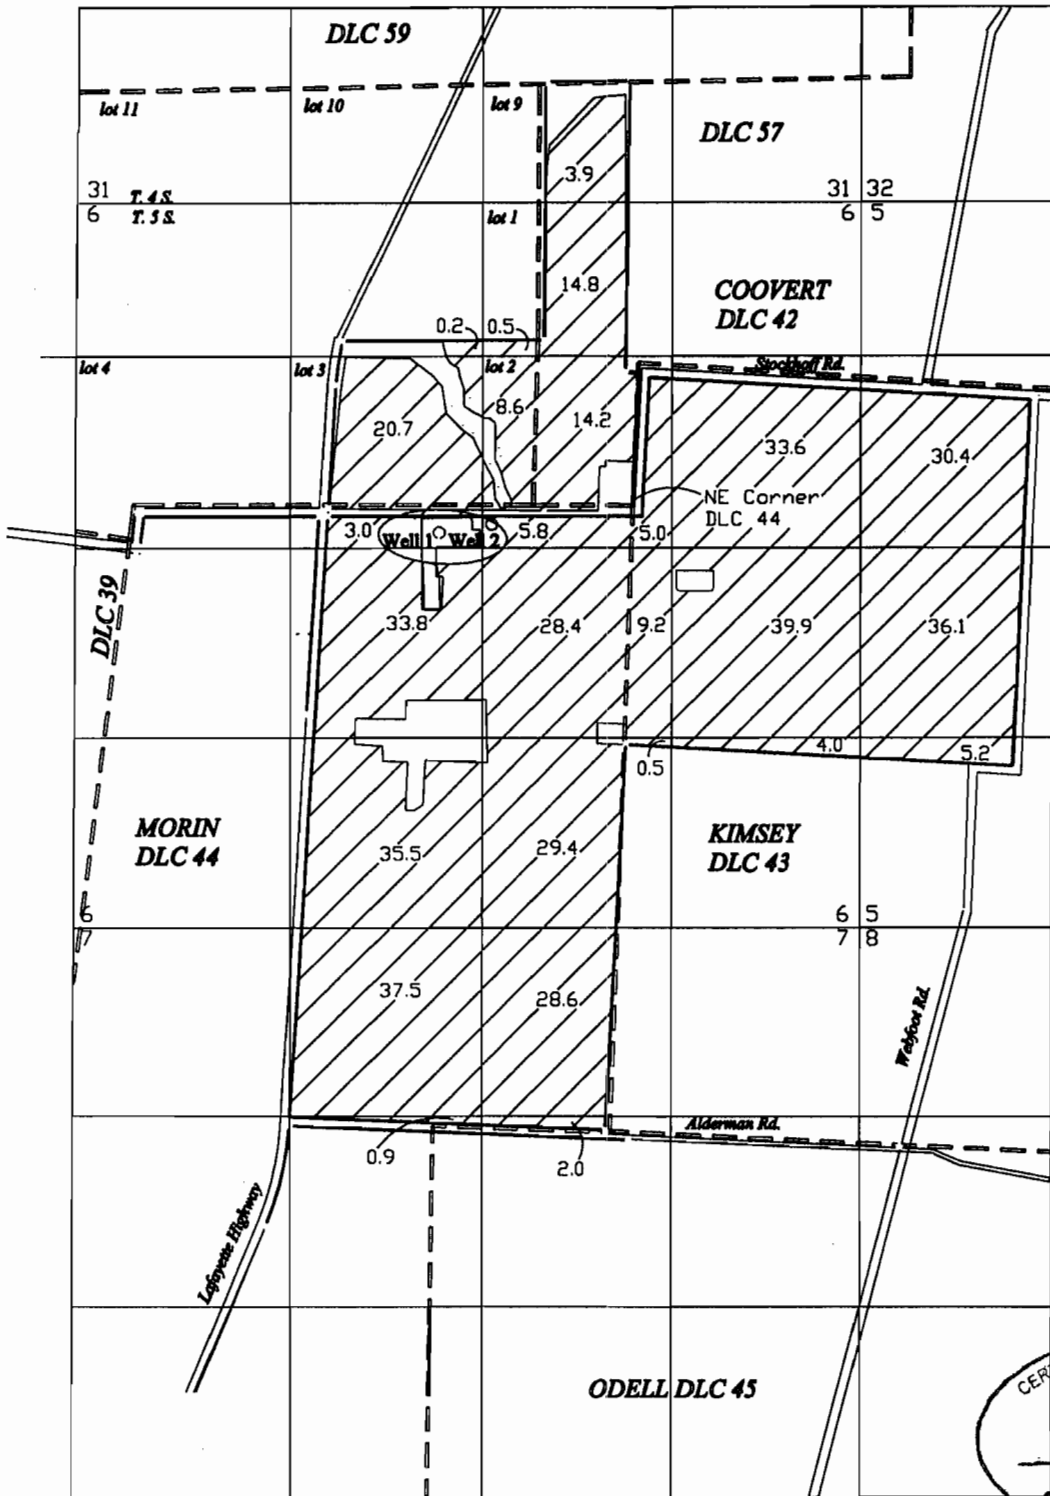 DLC 59
lot 11
lot 10
lot 9
DLC 57
3.9
31 T. 4 S.
6 T. 5 S.
31 32
6 5
lot 1
14.8
COOVERT
DLC 42
0.2
0.5
Stockhoff Rd.
lot 4
lot 3
lot 2
8.6
20.7
14.2
33.6
30.4
NE Corner
DLC 44
3.0
Well 1
Well 2
5.8
5.0
DLC 39
33.8
28.4
9.2
39.9
36.1
4.0
5.2
0.5
MORIN
DLC 44
KIMSEY
DLC 43
35.5
29.4
6
7
6 5
7 8
37.5
28.6
Webfoot Rd.
Alderman Rd.
0.9
2.0
Lafayette Highway
ODELL DLC 45
CER